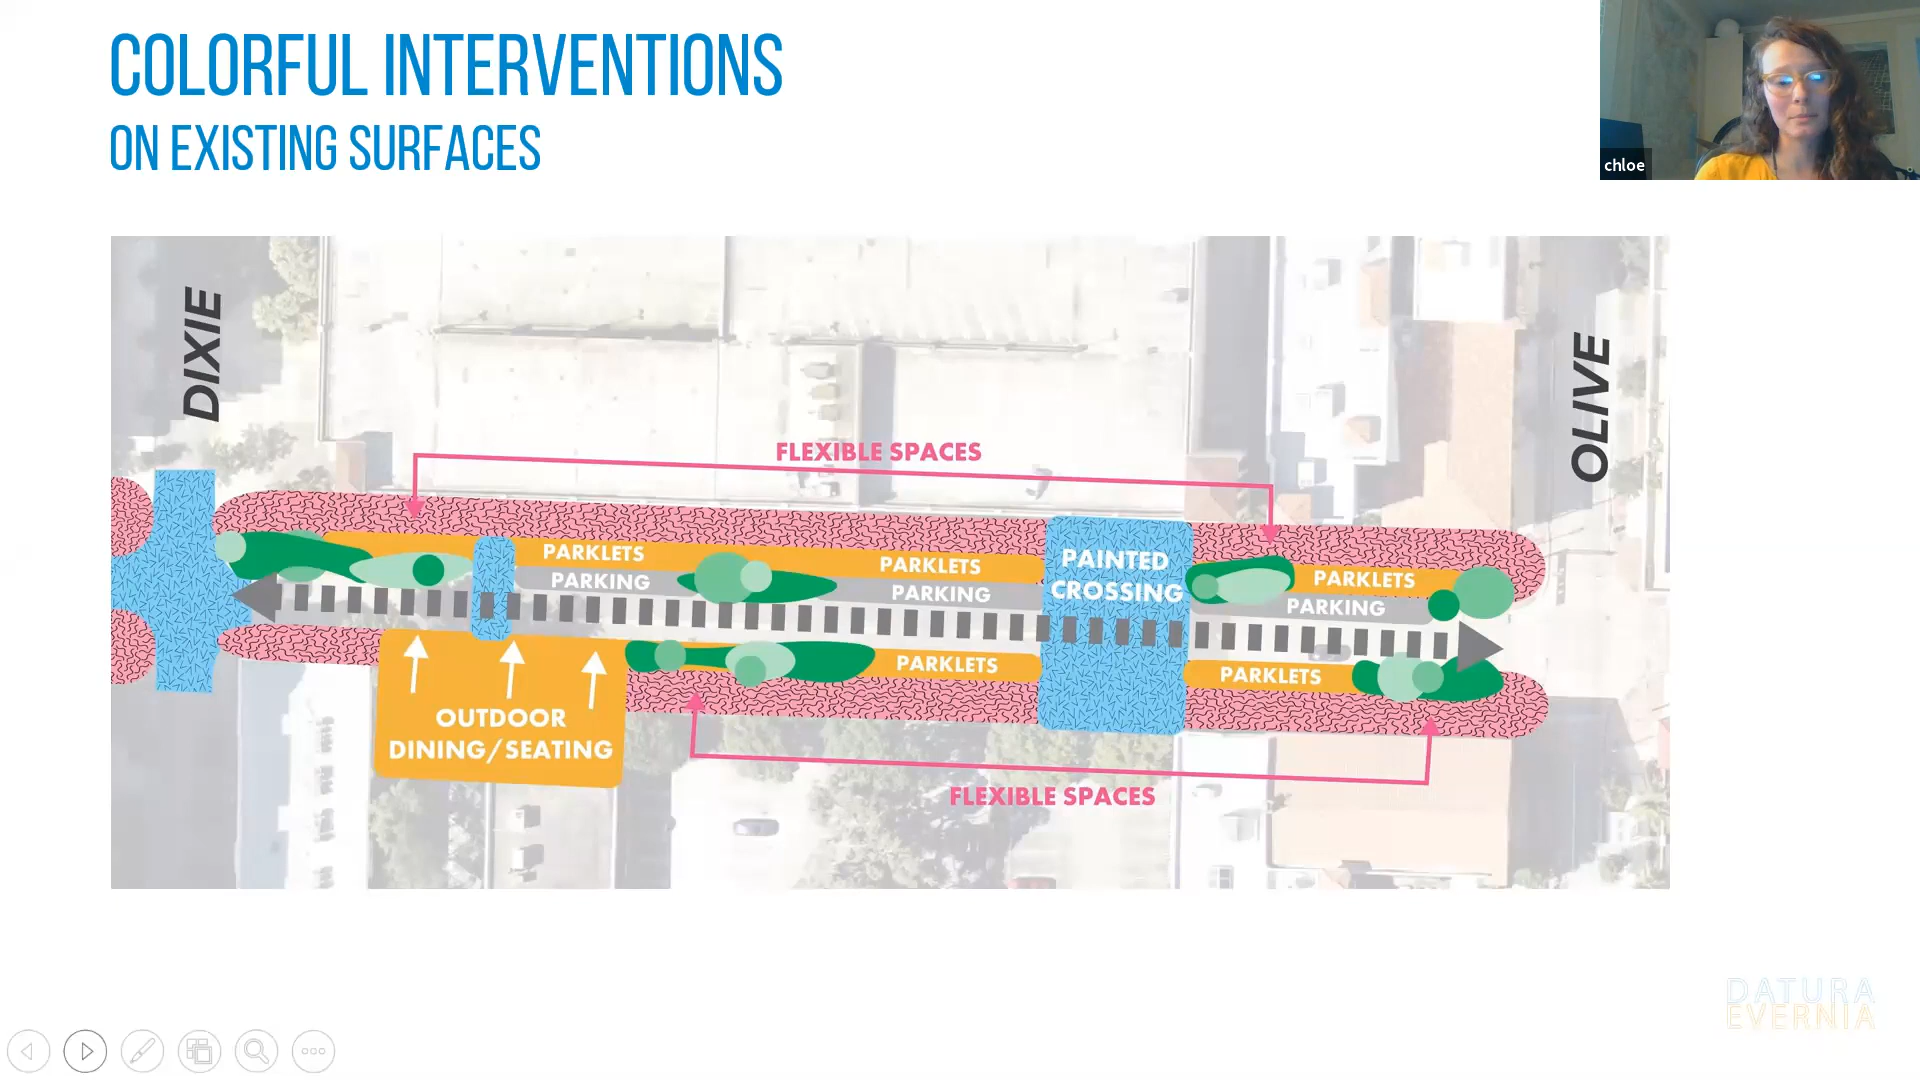 COLORFUL INTERVENTIONS
ON EXISTING SURFACES
chloe
DIXIE
OLIVE
FLEXIBLE SPACES
PARKLETS
PARKING
PARKLETS
PARKING
PAINTED
CROSSING
PARKLETS
PARKING
PARKLETS
PARKLETS
OUTDOOR
DINING/SEATING
FLEXIBLE SPACES
DATURA
EVERNIA